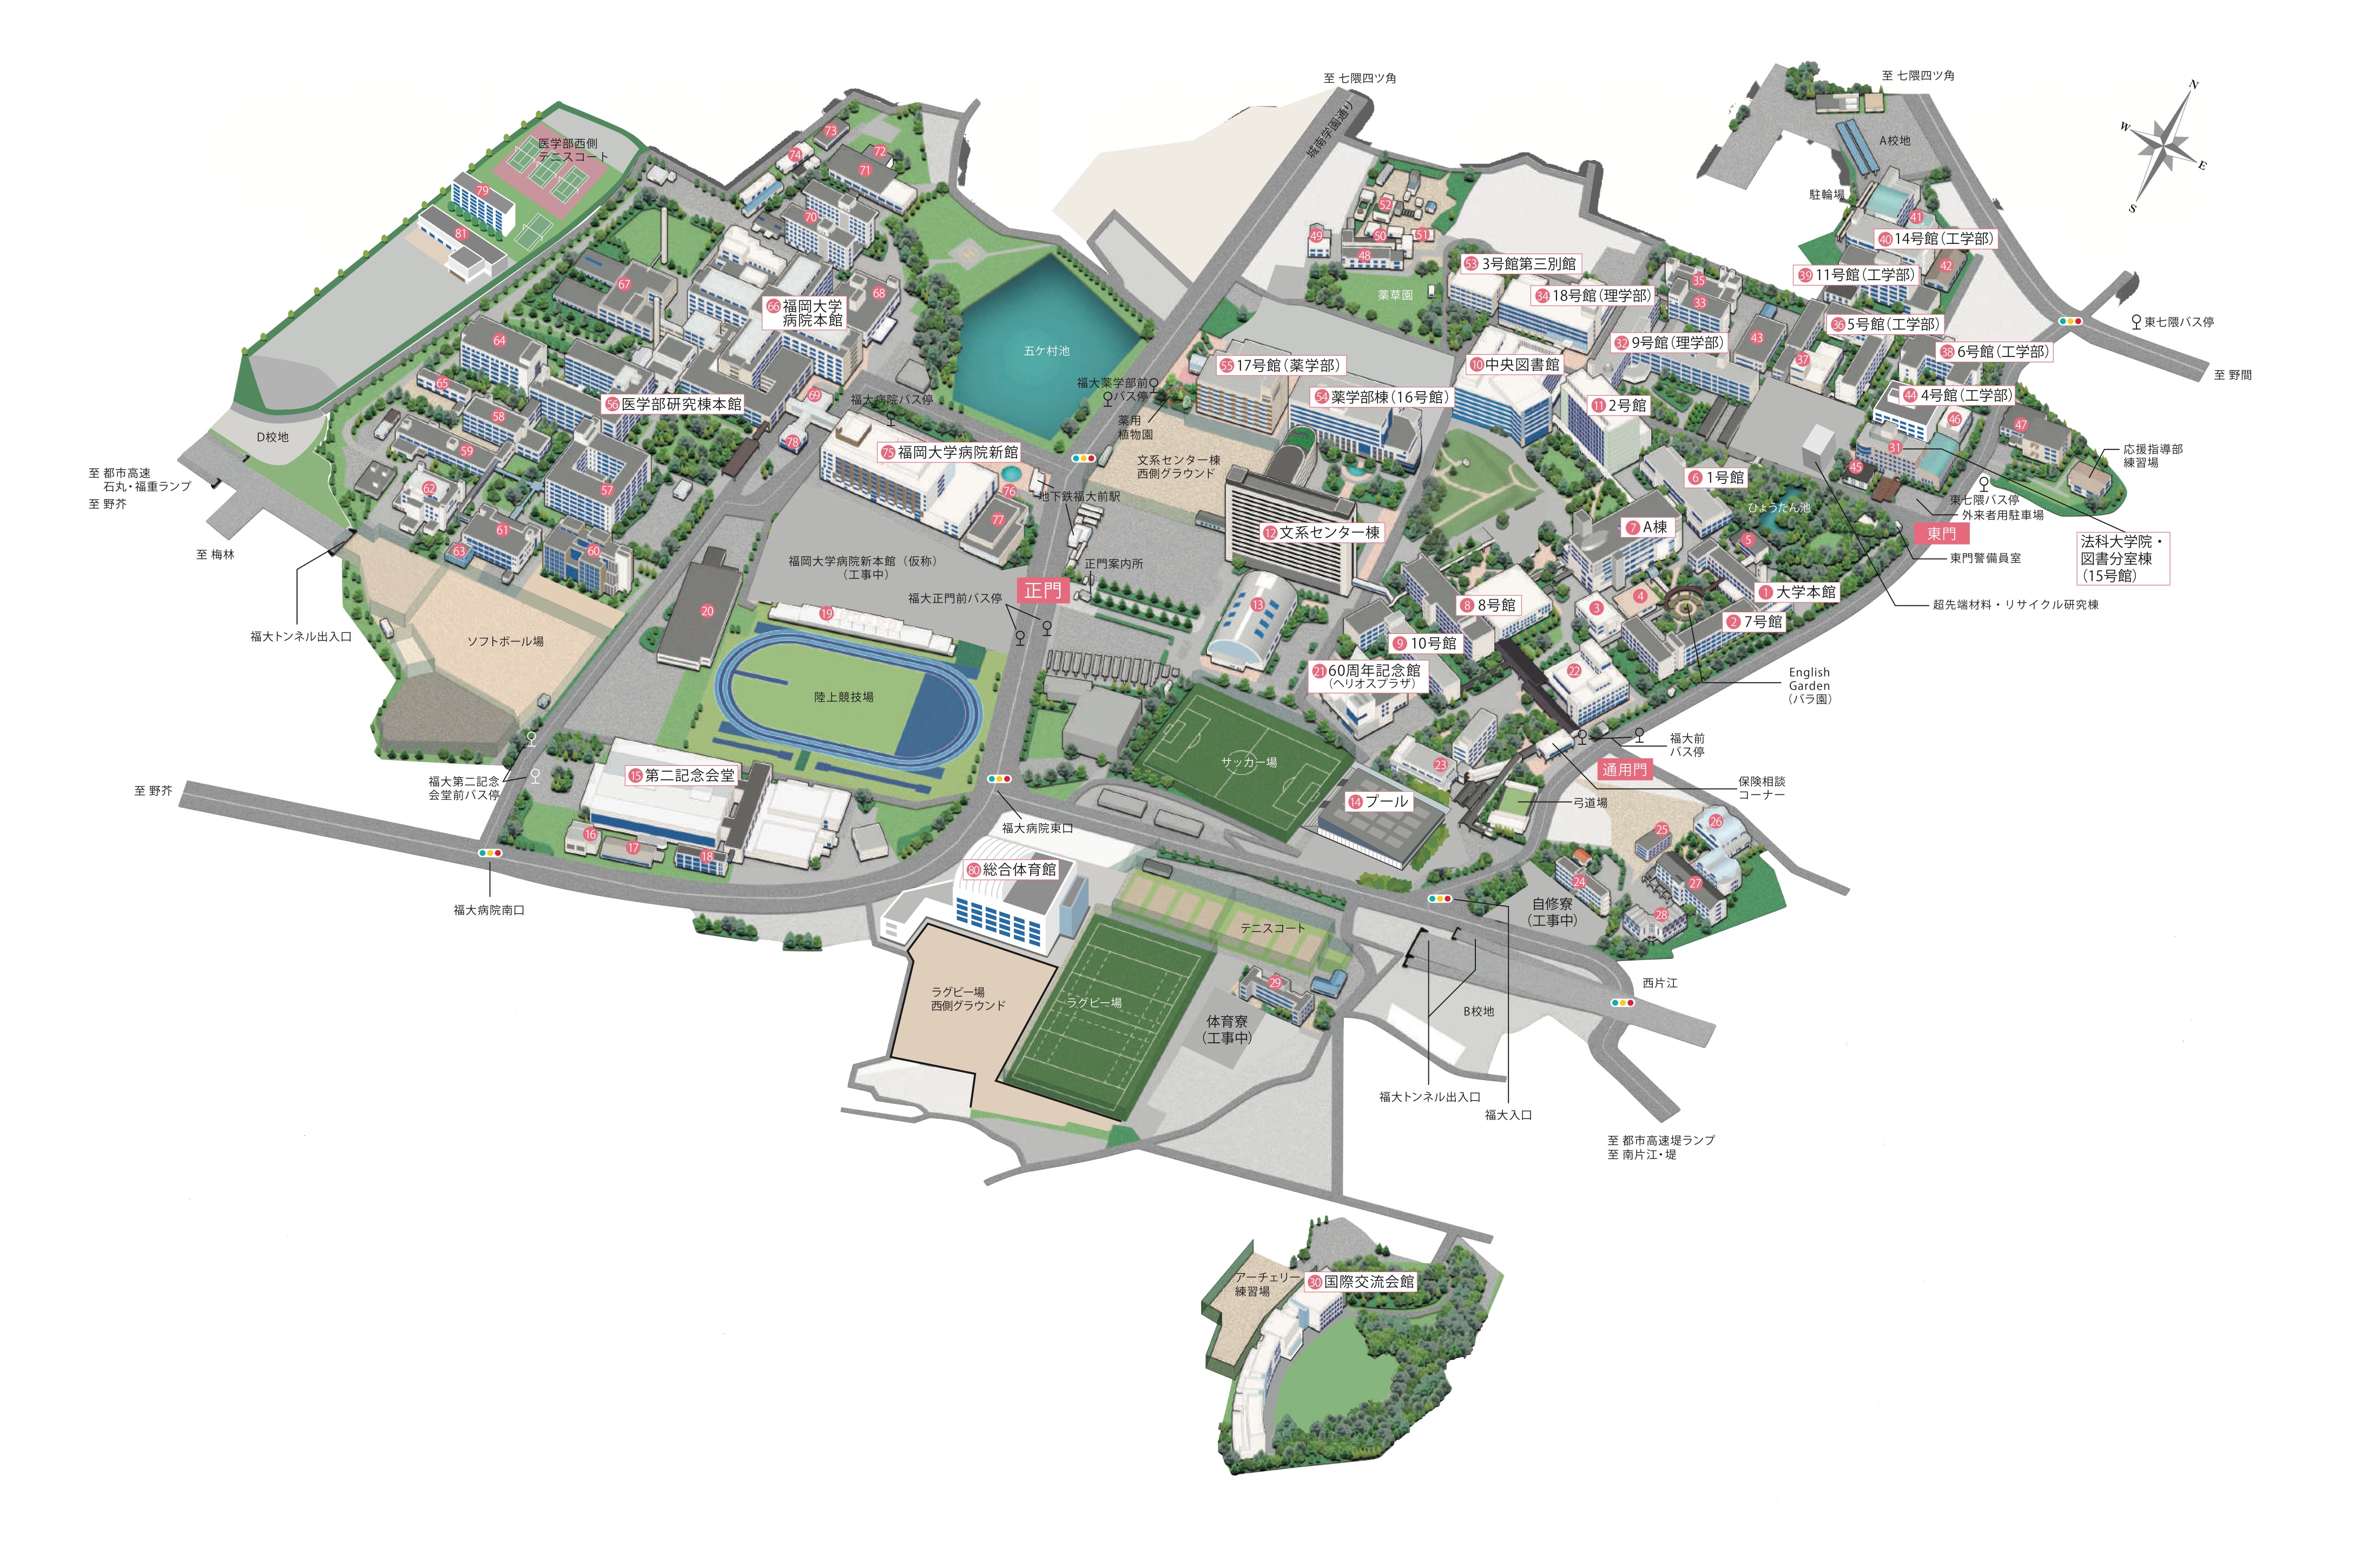 至 七隈四ツ角
城南学園通り
至 七隈四ツ角
A校地
駐輪場
N
W
E
S
医学部西側
テニスコート
79
81
73
74
72
71
70
67
68
66 福岡大学
病院本館
64
65
58
59
56 医学部研究棟本館
57
62
61
63
60
69
78
福大病院バス停
75 福岡大学病院新館
76
77
地下鉄福大前駅
五ケ村池
D校地
至 都市高速
石丸・福重ランプ
至 野芥
至 梅林
福大トンネル出入口
ソフトボール場
福岡大学病院新本館（仮称）
（工事中）
正門
正門案内所
福大正門前バス停
20
19
陸上競技場
福大第二記念
会堂前バス停
至 野芥
15 第二記念会堂
16
17
18
福大病院南口
福大病院東口
福大薬学部前
バス停
薬用
植物園
文系センター棟
西側グラウンド
49
52
50
51
48
薬草園
53 3号館第三別館
34 18号館（理学部）
35
33
32 9号館（理学部）
55 17号館（薬学部）
54 薬学部棟（16号館）
10 中央図書館
11 2号館
12 文系センター棟
13
41
40 14号館（工学部）
39 11号館（工学部）
42
36 5号館（工学部）
43
37
38 6号館（工学部）
44 4号館（工学部）
46
47
31
45
東七隈バス停
至 野間
応援指導部
練習場
東七隈バス停
外来者用駐車場
東門
東門警備員室
法科大学院・
図書分室棟
（15号館）
超先端材料・リサイクル研究棟
6 1号館
ひょうたん池
7 A棟
5
1 大学本館
2 7号館
3
4
8 8号館
9 10号館
21 60周年記念館
（ヘリオスプラザ）
22
English
Garden
（バラ園）
福大前
バス停
通用門
保険相談
コーナー
サッカー場
14 プール
23
弓道場
24
25
26
27
28
自修寮
（工事中）
80 総合体育館
テニスコート
ラグビー場
西側グラウンド
ラグビー場
29
体育寮
（工事中）
B校地
西片江
福大トンネル出入口
福大入口
至 都市高速堤ランプ
至 南片江・堤
アーチェリー
練習場
30 国際交流会館